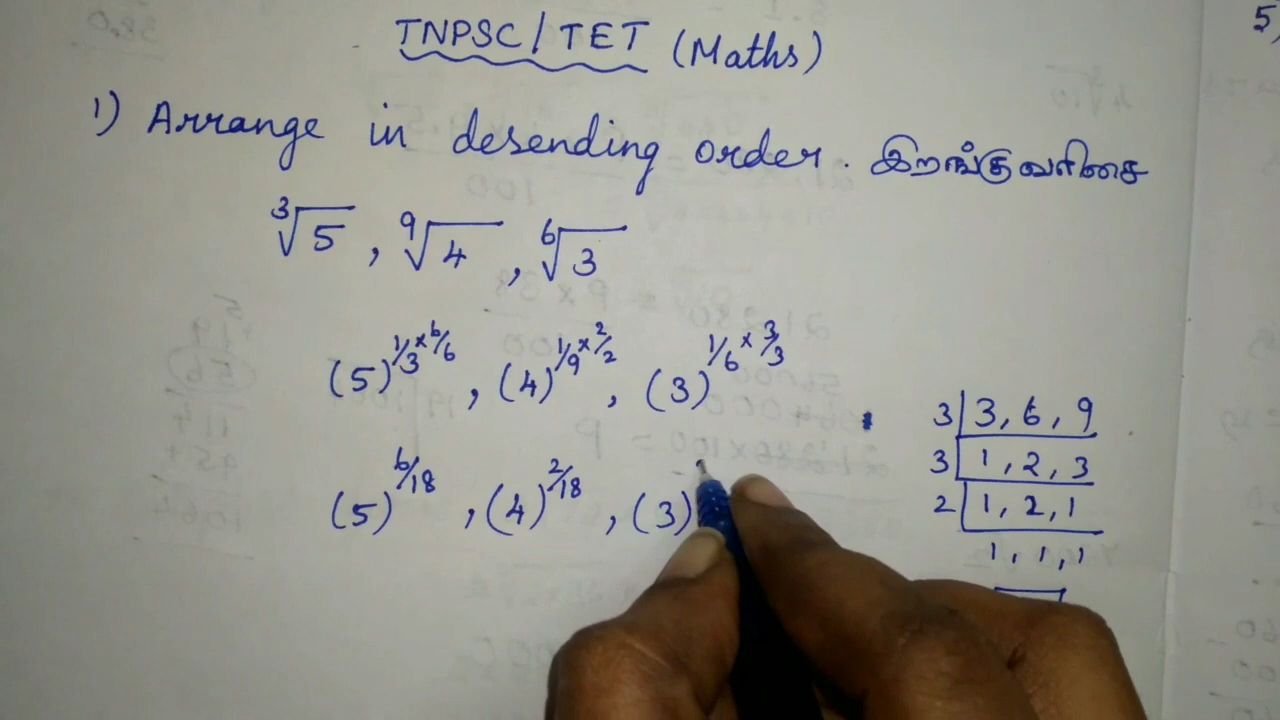 TNPSC/TET (Maths)
1) Arrange in desending order. இறங்குவரிசை
³√5, ⁹√4, ⁶√3
(5)^{1/3 × 6/6}, (4)^{1/9 × 2/2}, (3)^{1/6 × 3/3}
(5)^{6/18}, (4)^{2/18}, (3)
3 | 3, 6, 9
3 | 1, 2, 3
2 | 1, 2, 1
1, 1, 1
5)